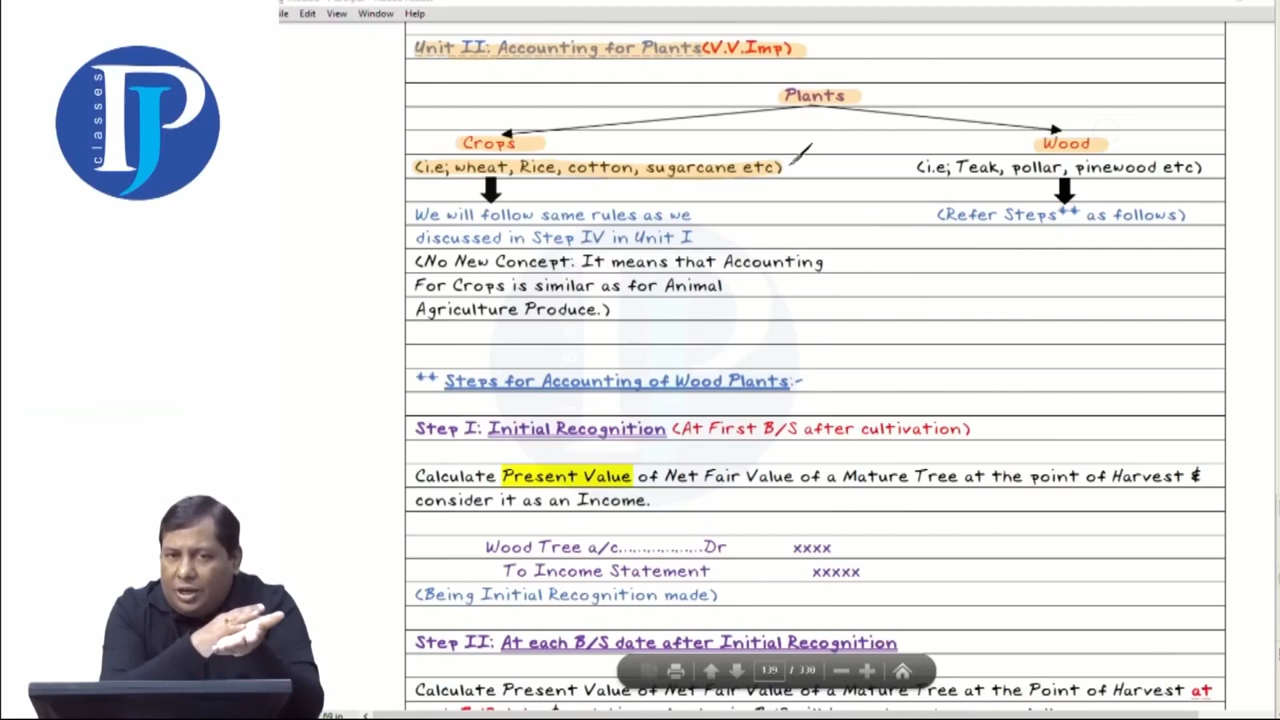 ile Edit View Window Help
PJ
classes
Unit II: Accounting for Plants(V.V.Imp)
Plants
Crops
Wood
(i.e; wheat, Rice, cotton, sugarcane etc)
(i.e; Teak, pollar, pinewood etc)
We will follow same rules as we
(Refer Steps** as follows)
discussed in Step IV in Unit I
(No New Concept. It means that Accounting
For Crops is similar as for Animal
Agriculture Produce.)
** Steps for Accounting of Wood Plants:-
Step I: Initial Recognition (At First B/S after cultivation)
Calculate Present Value of Net Fair Value of a Mature Tree at the point of Harvest &
consider it as an Income.
Wood Tree a/c.................Dr xxxx
To Income Statement xxxxx
(Being Initial Recognition made)
Step II: At each B/S date after Initial Recognition
139 / 330
Calculate Present Value of Net Fair Value of a Mature Tree at the Point of Harvest at